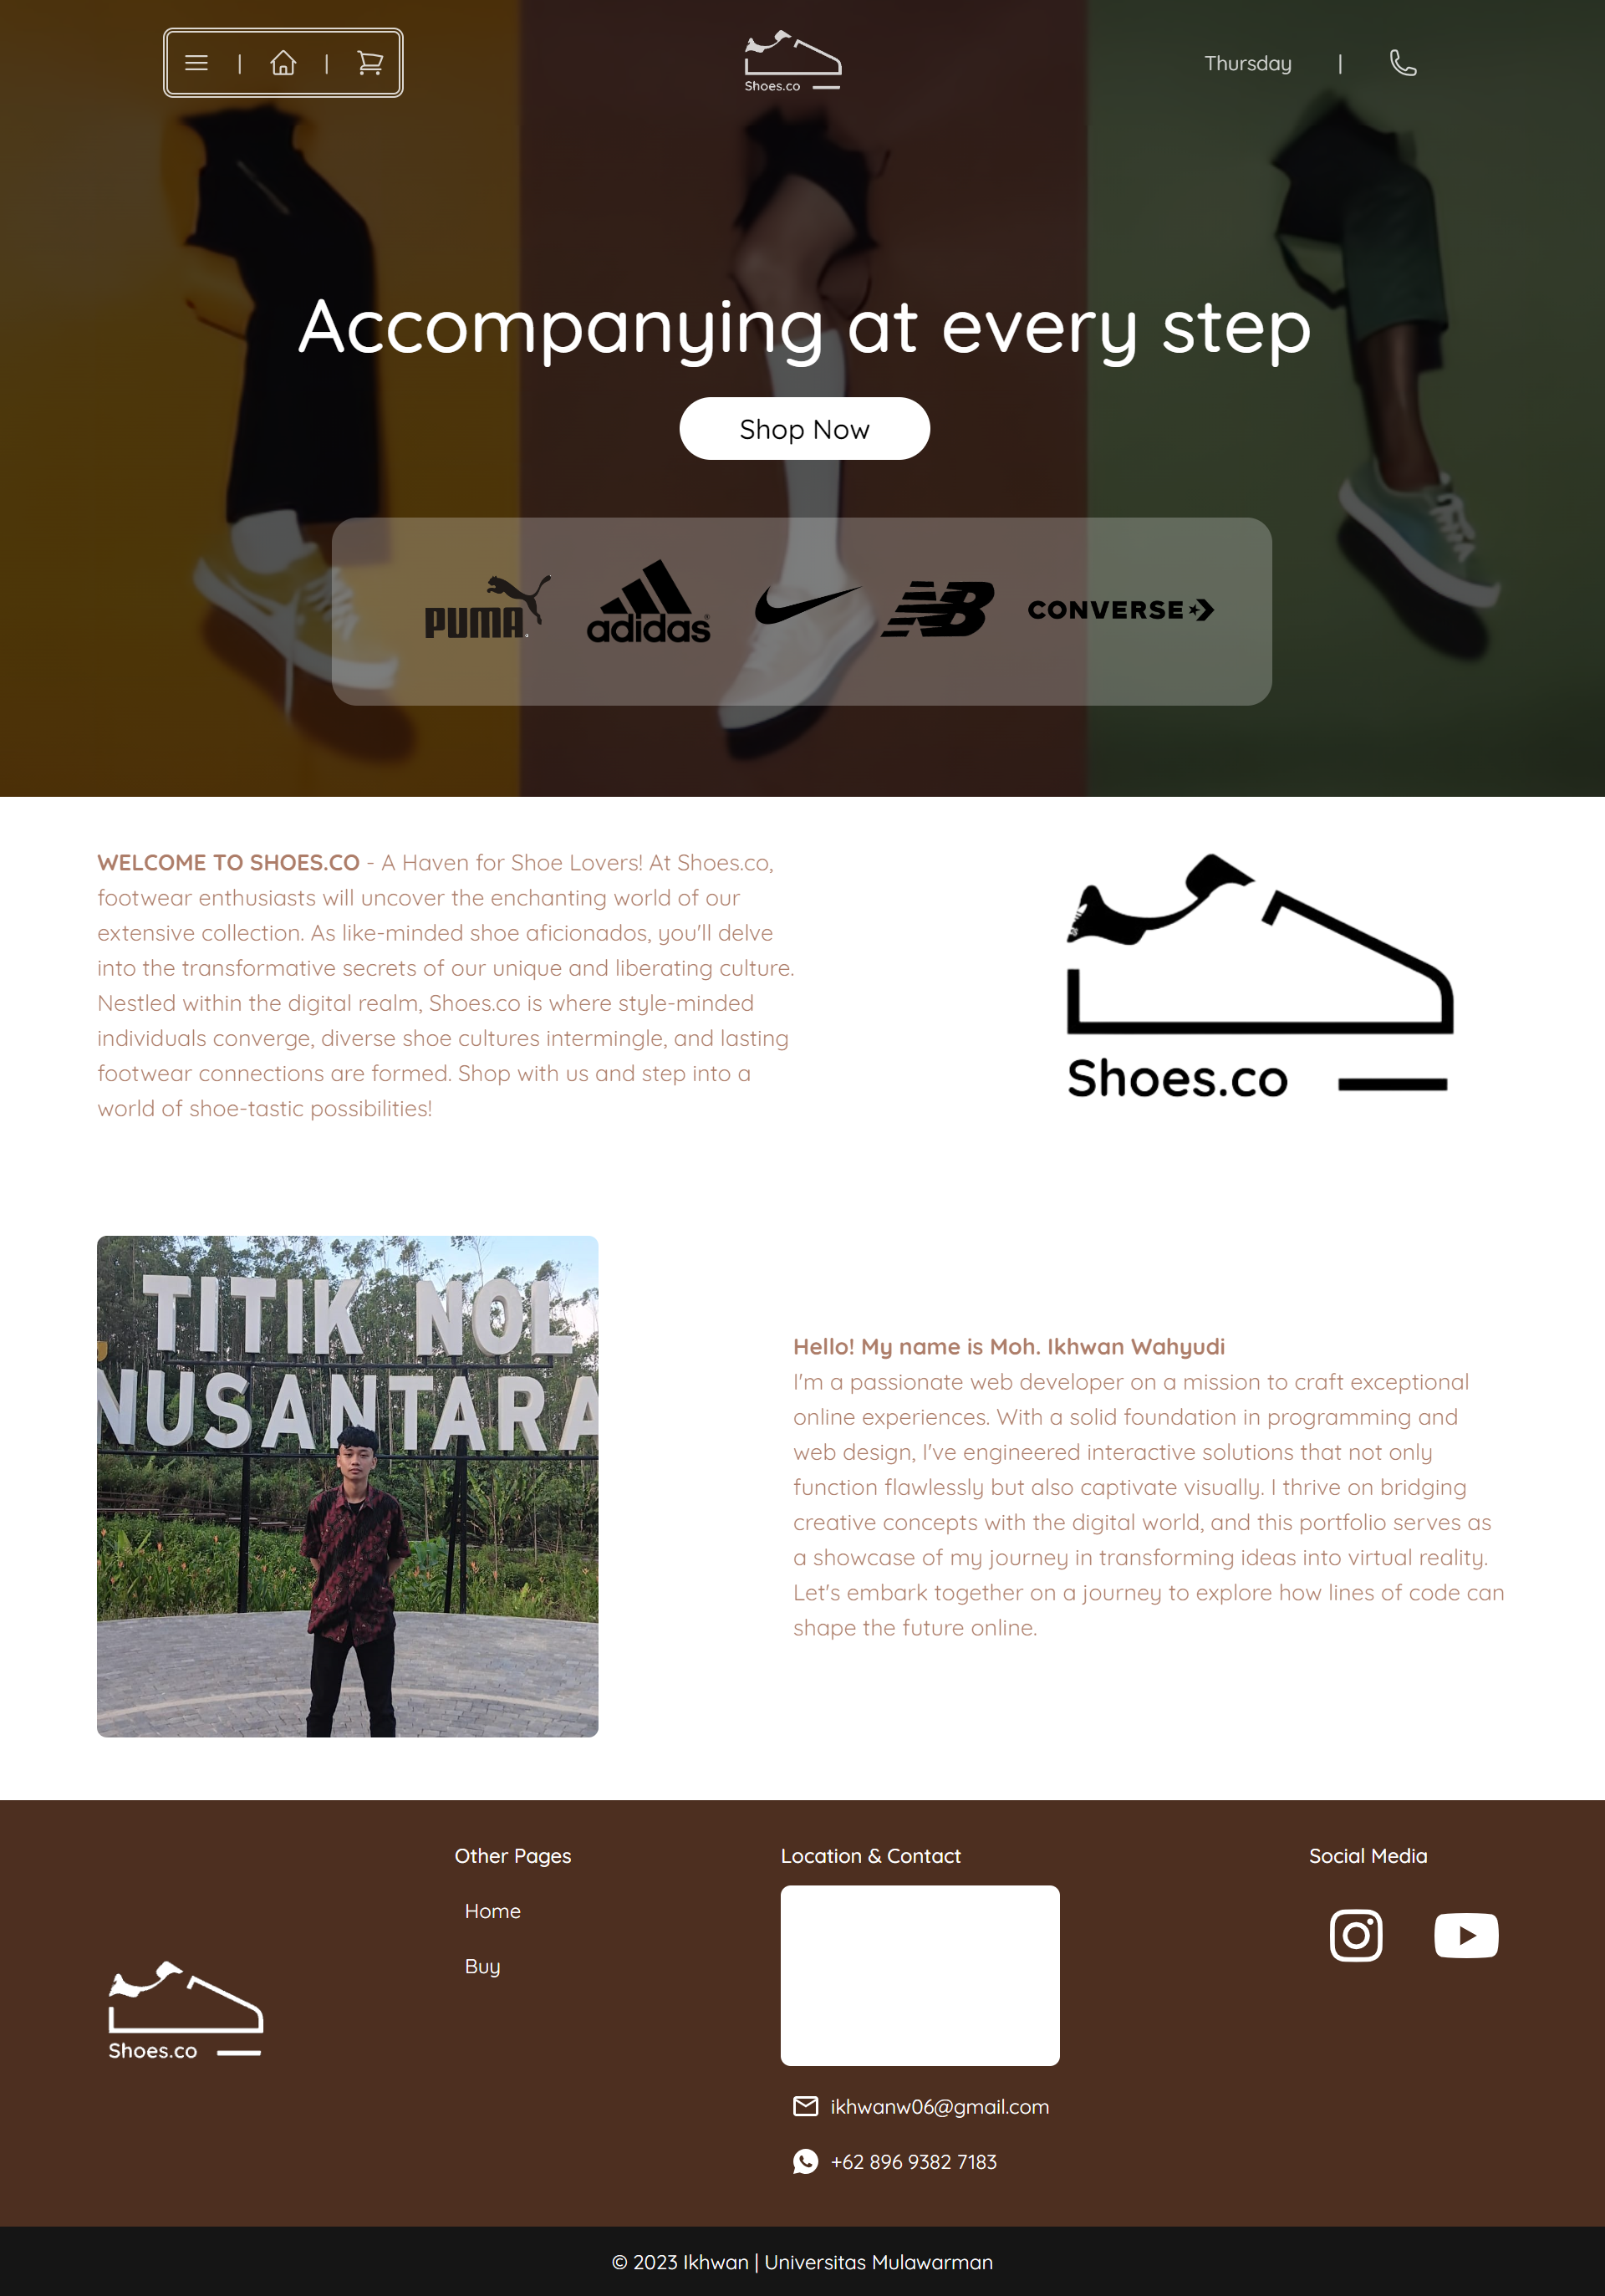 Shoes.co
Thursday
|
Accompanying at every step
Shop Now
PUMA
adidas
NB
CONVERSE
WELCOME TO SHOES.CO - A Haven for Shoe Lovers! At Shoes.co,
footwear enthusiasts will uncover the enchanting world of our
extensive collection. As like-minded shoe aficionados, you'll delve
into the transformative secrets of our unique and liberating culture.
Nestled within the digital realm, Shoes.co is where style-minded
individuals converge, diverse shoe cultures intermingle, and lasting
footwear connections are formed. Shop with us and step into a
world of shoe-tastic possibilities!
Shoes.co
TITIK NOL
NUSANTARA
Hello! My name is Moh. Ikhwan Wahyudi
I'm a passionate web developer on a mission to craft exceptional
online experiences. With a solid foundation in programming and
web design, I've engineered interactive solutions that not only
function flawlessly but also captivate visually. I thrive on bridging
creative concepts with the digital world, and this portfolio serves as
a showcase of my journey in transforming ideas into virtual reality.
Let's embark together on a journey to explore how lines of code can
shape the future online.
Shoes.co
Other Pages
Home
Buy
Location & Contact
ikhwanw06@gmail.com
+62 896 9382 7183
Social Media
© 2023 Ikhwan | Universitas Mulawarman